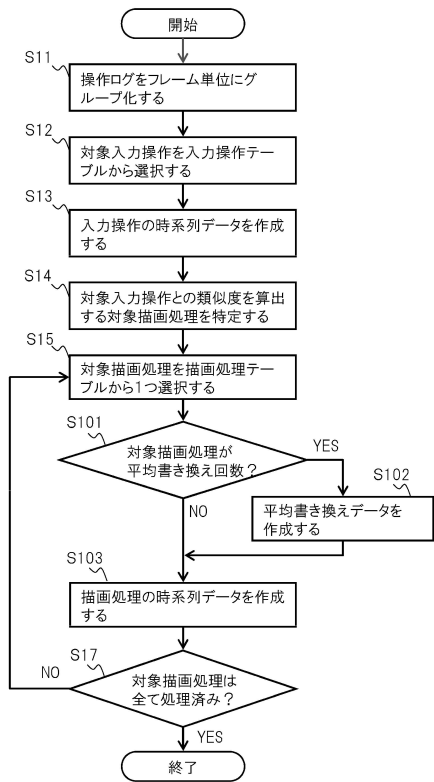 開始
S11
操作ログをフレーム単位にグ
ループ化する
S12
対象入力操作を入力操作テー
ブルから選択する
S13
入力操作の時系列データを作成
する
S14
対象入力操作との類似度を算出
する対象描画処理を特定する
S15
対象描画処理を描画処理テー
ブルから1つ選択する
S101
対象描画処理が
平均書き換え回数？
YES
S102
平均書き換えデータを
作成する
NO
S103
描画処理の時系列データを作成
する
S17
NO
対象描画処理は
全て処理済み？
YES
終了